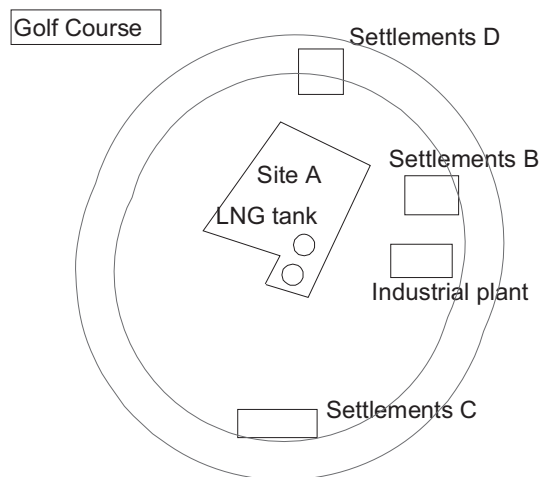 Golf Course
Settlements D
Settlements B
Site A
LNG tank
Industrial plant
Settlements C